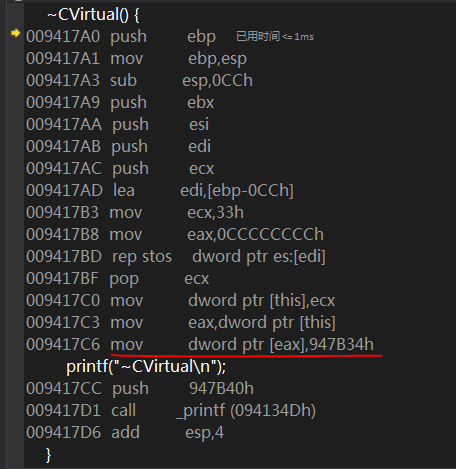 ~CVirtual() {
009417A0 push ebp 已用时间 <= 1ms
009417A1 mov ebp,esp
009417A3 sub esp,0CCh
009417A9 push ebx
009417AA push esi
009417AB push edi
009417AC push ecx
009417AD lea edi,[ebp-0CCh]
009417B3 mov ecx,33h
009417B8 mov eax,0CCCCCCCCh
009417BD rep stos dword ptr es:[edi]
009417BF pop ecx
009417C0 mov dword ptr [this],ecx
009417C3 mov eax,dword ptr [this]
009417C6 mov dword ptr [eax],947B34h
printf("~CVirtual\n");
009417CC push 947B40h
009417D1 call _printf (094134Dh)
009417D6 add esp,4
}